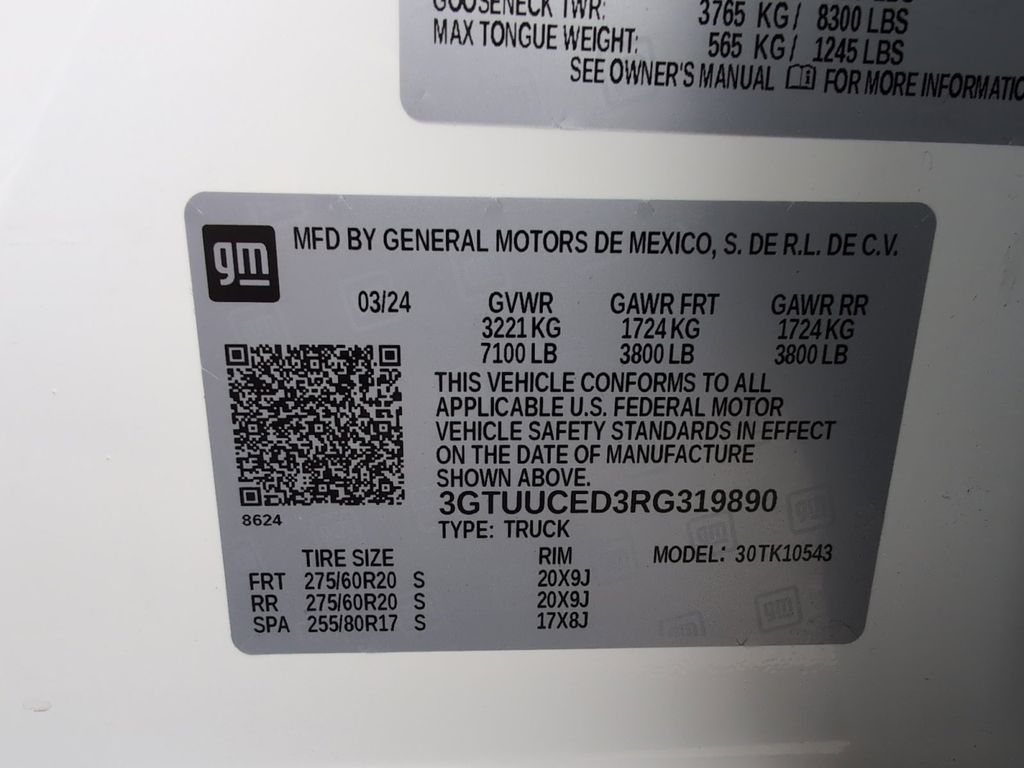 GOOSENECK TWR: 3765 KG/ 8300 LBS
MAX TONGUE WEIGHT: 565 KG/ 1245 LBS
SEE OWNER'S MANUAL FOR MORE
gm MFD BY GENERAL MOTORS DE MEXICO, S. DE R.L. DE C.V.
03/24 GVWR GAWR FRT GAWR RR
3221 KG 1724 KG 1724 KG
7100 LB 3800 LB 3800 LB
THIS VEHICLE CONFORMS TO ALL
APPLICABLE U.S. FEDERAL MOTOR
VEHICLE SAFETY STANDARDS IN EFFECT
ON THE DATE OF MANUFACTURE
SHOWN ABOVE.
3GTUUCED3RG319890
8624
TYPE: TRUCK
TIRE SIZE RIM MODEL: 30TK10543
FRT 275/60R20 S 20X9J
RR 275/60R20 S 20X9J
SPA 255/80R17 S 17X8J